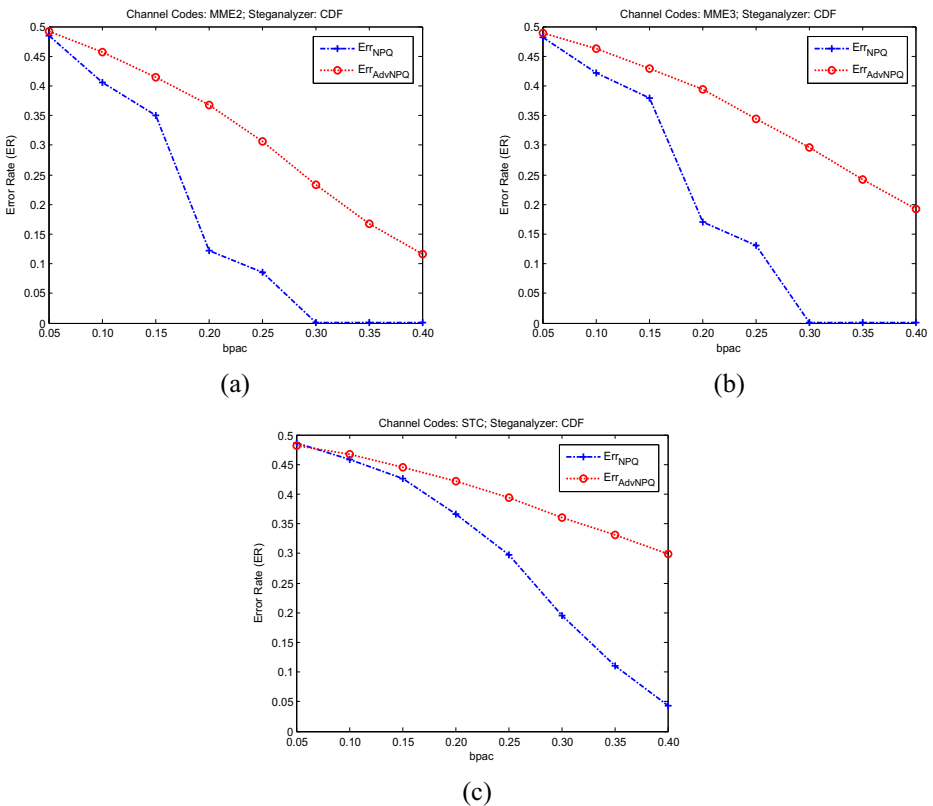 Channel Codes: MME2; Steganalyzer: CDF
0.5
0.45
0.4
0.35
0.3
0.25
0.2
0.15
0.1
0.05
0
Error Rate (ER)
Err_NPQ
Err_AdvNPQ
0.05 0.10 0.15 0.20 0.25 0.30 0.35 0.40
bpac
(a)
Channel Codes: MME3; Steganalyzer: CDF
0.5
0.45
0.4
0.35
0.3
0.25
0.2
0.15
0.1
0.05
0
Error Rate (ER)
Err_NPQ
Err_AdvNPQ
0.05 0.10 0.15 0.20 0.25 0.30 0.35 0.40
bpac
(b)
Channel Codes: STC; Steganalyzer: CDF
0.5
0.45
0.4
0.35
0.3
0.25
0.2
0.15
0.1
0.05
0
Error Rate (ER)
Err_NPQ
Err_AdvNPQ
0.05 0.10 0.15 0.20 0.25 0.30 0.35 0.40
bpac
(c)